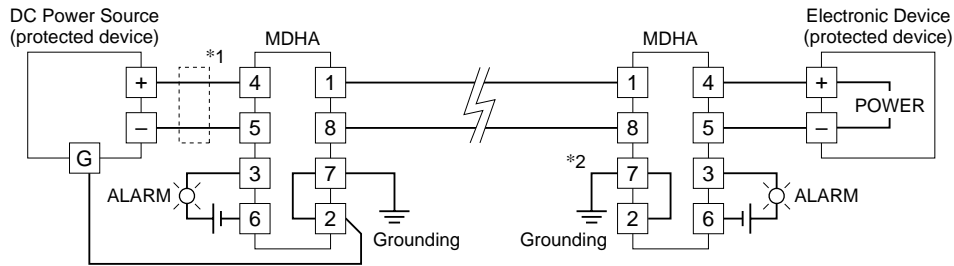 DC Power Source
(protected device)
MDHA
MDHA
Electronic Device
(protected device)
*1
+ 4 1 1 4 +
POWER
– 5 8 8 5 –
G
*2
3 7 7 3
ALARM
ALARM
6 2 2 6
Grounding
Grounding